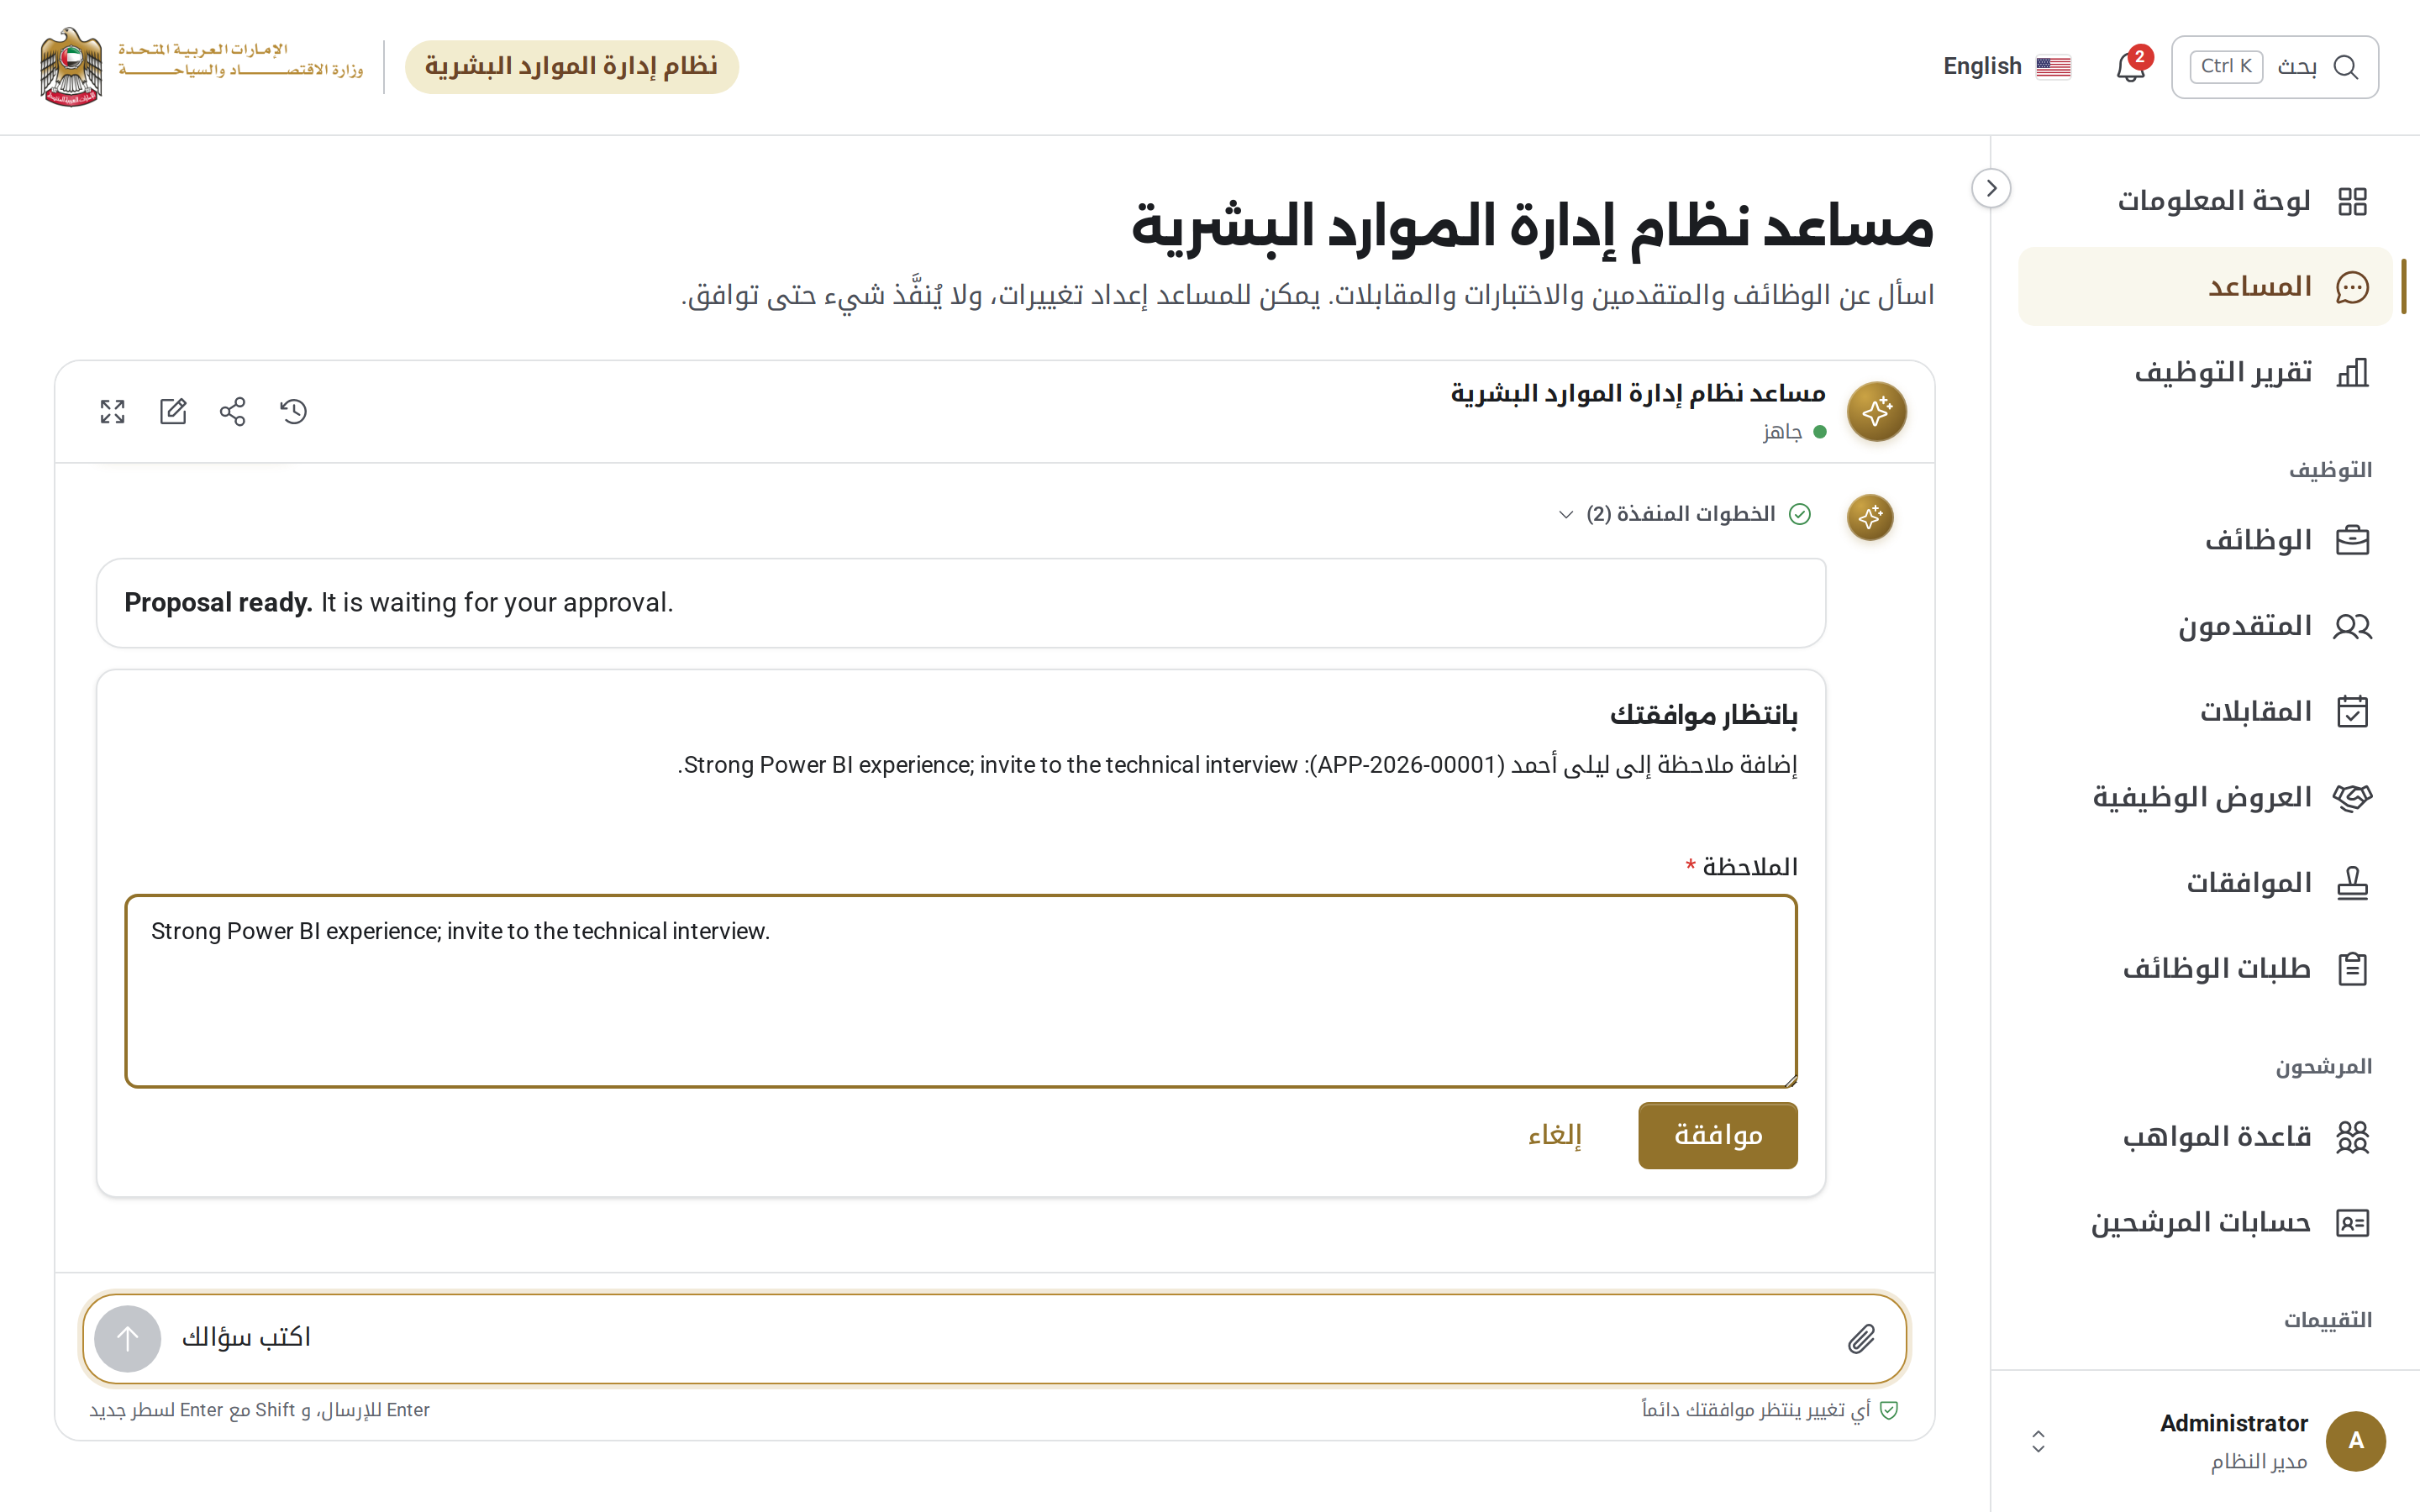 الإمارات العربية المتحدة
وزارة الاقتصاد والسياحة
نظام إدارة الموارد البشرية
English
2
Ctrl K
بحث
لوحة المعلومات
المساعد
تقرير التوظيف
التوظيف
الوظائف
المتقدمون
المقابلات
العروض الوظيفية
الموافقات
طلبات الوظائف
المرشحون
قاعدة المواهب
حسابات المرشحين
التقييمات
A
Administrator
مدير النظام
مساعد نظام إدارة الموارد البشرية
اسأل عن الوظائف والمتقدمين والاختبارات والمقابلات. يمكن للمساعد إعداد تغييرات، ولا يُنفَّذ شيء حتى توافق.
مساعد نظام إدارة الموارد البشرية
جاهز
الخطوات المنفذة (2)
Proposal ready. It is waiting for your approval.
بانتظار موافقتك
إضافة ملاحظة إلى ليلى أحمد (APP-2026-00001): Strong Power BI experience; invite to the technical interview.
الملاحظة *
Strong Power BI experience; invite to the technical interview.
موافقة
إلغاء
اكتب سؤالك
أي تغيير ينتظر موافقتك دائماً
Enter للإرسال، و Shift مع Enter لسطر جديد